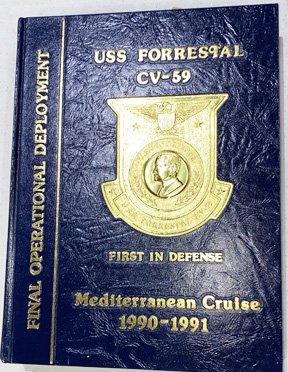 FINAL OPERATIONAL DEPLOYMENT
USS FORRESTAL
CV-59
FIRST IN DEFENSE
Mediterranean Cruise
1990-1991